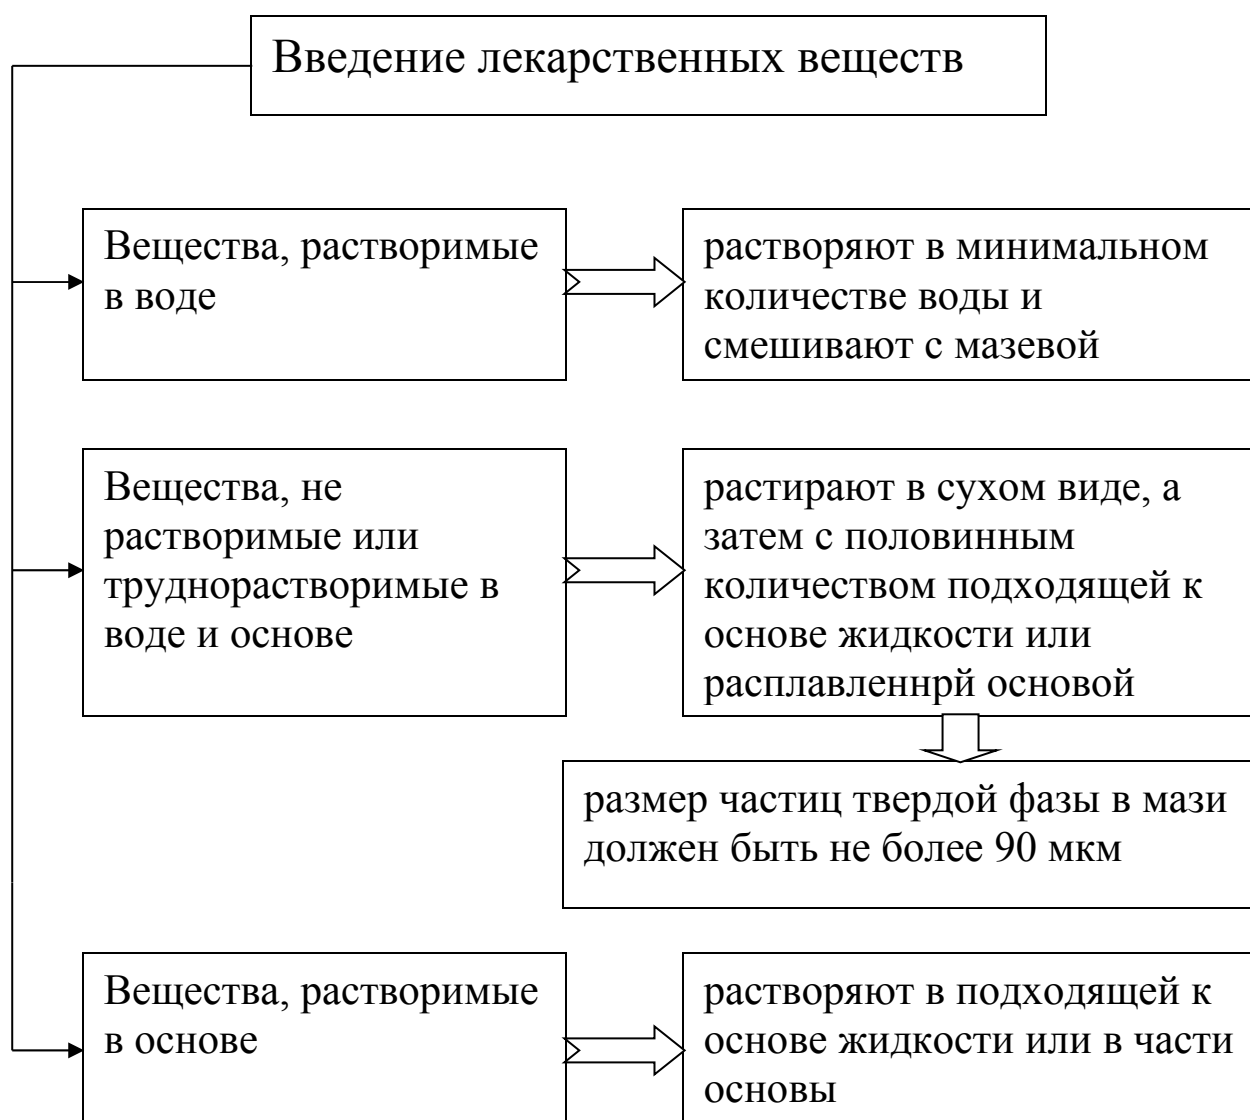 Введение лекарственных веществ
Вещества, растворимые
в воде
растворяют в минимальном
количестве воды и
смешивают с мазевой
Вещества, не
растворимые или
труднорастворимые в
воде и основе
растирают в сухом виде, а
затем с половинным
количеством подходящей к
основе жидкости или
расплавленнрй основой
размер частиц твердой фазы в мази
должен быть не более 90 мкм
Вещества, растворимые
в основе
растворяют в подходящей к
основе жидкости или в части
основы